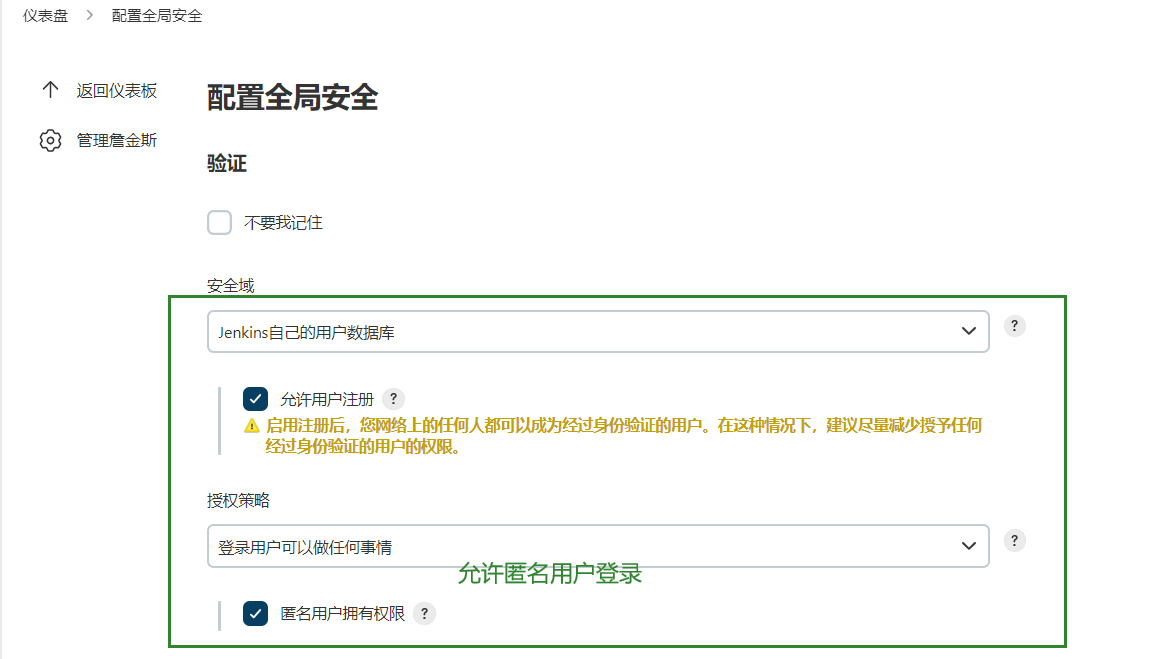 仪表盘 > 配置全局安全
返回仪表板
管理詹金斯
配置全局安全
验证
不要我记住
安全域
Jenkins自己的用户数据库
?
允许用户注册 ?
启用注册后，您网络上的任何人都可以成为经过身份验证的用户。在这种情况下，建议尽量减少授予任何
经过身份验证的用户的权限。
授权策略
登录用户可以做任何事情
?
允许匿名用户登录
匿名用户拥有权限 ?